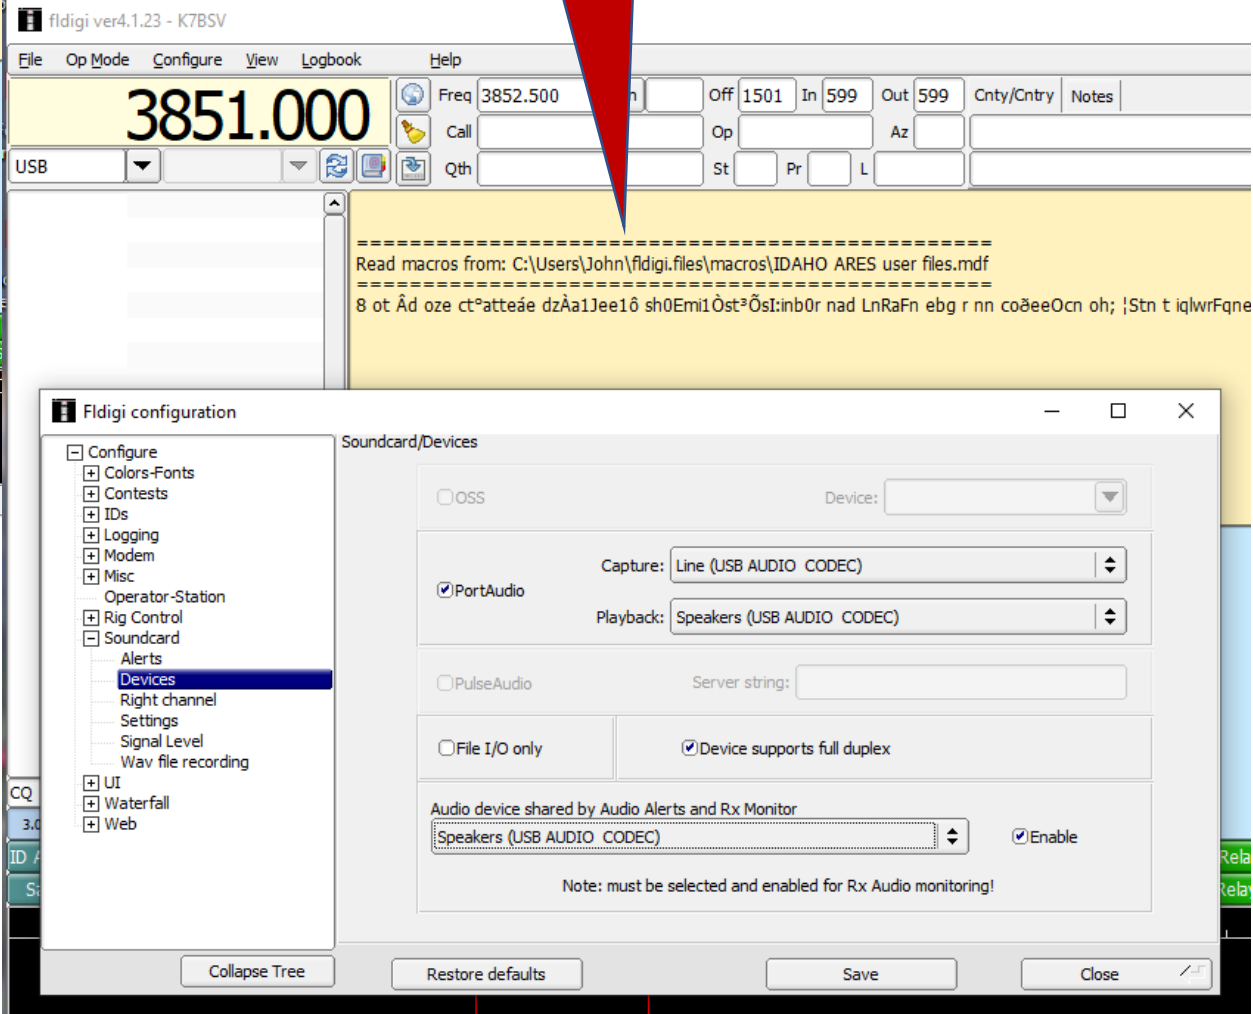 fldigi ver4.1.23 - K7BSV
File Op Mode Configure View Logbook Help
3851.000
Freq 3852.500 Off 1501 In 599 Out 599 Cnty/Cntry Notes
Call Op Az
USB
Qth St Pr L
================================================
Read macros from: C:\Users\John\fldigi.files\macros\IDAHO ARES user files.mdf
================================================
8 ot Âd oze ct°atteáe dzÀa1Jee1ô sh0Emi1Òst³ÕsI:inb0r nad LnRaFn ebg r nn coðeeOcn oh; ¦Stn t iqlwrFqne
Fldigi configuration
Configure
Colors-Fonts
Contests
IDs
Logging
Modem
Misc
Operator-Station
Rig Control
Soundcard
Alerts
Devices
Right channel
Settings
Signal Level
Wav file recording
UI
Waterfall
Web
Soundcard/Devices
OSS Device:
PortAudio
Capture: Line (USB AUDIO CODEC)
Playback: Speakers (USB AUDIO CODEC)
PulseAudio Server string:
File I/O only Device supports full duplex
Audio device shared by Audio Alerts and Rx Monitor
Speakers (USB AUDIO CODEC) Enable
Note: must be selected and enabled for Rx Audio monitoring!
Collapse Tree Restore defaults Save Close
CQ
ID